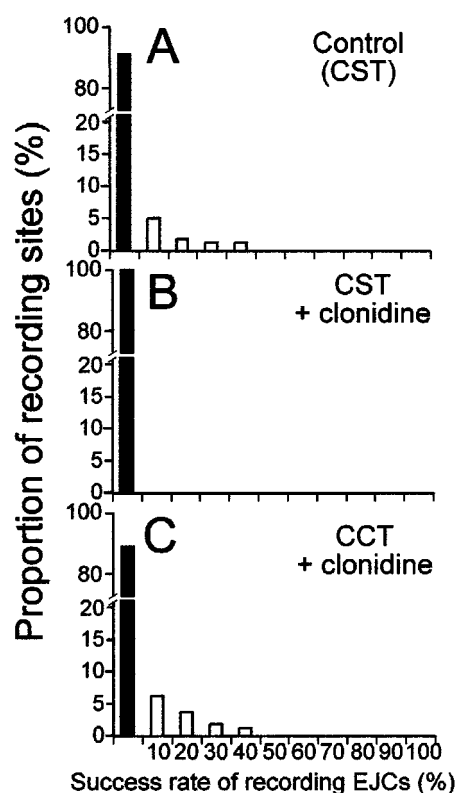 Proportion of recording sites (%)
A
Control
(CST)
100
80
20
15
10
5
0
B
CST
+ clonidine
100
80
20
15
10
5
0
C
CCT
+ clonidine
100
80
20
15
10
5
0
10 20 30 40 50 60 70 80 90 100
Success rate of recording EJCs (%)